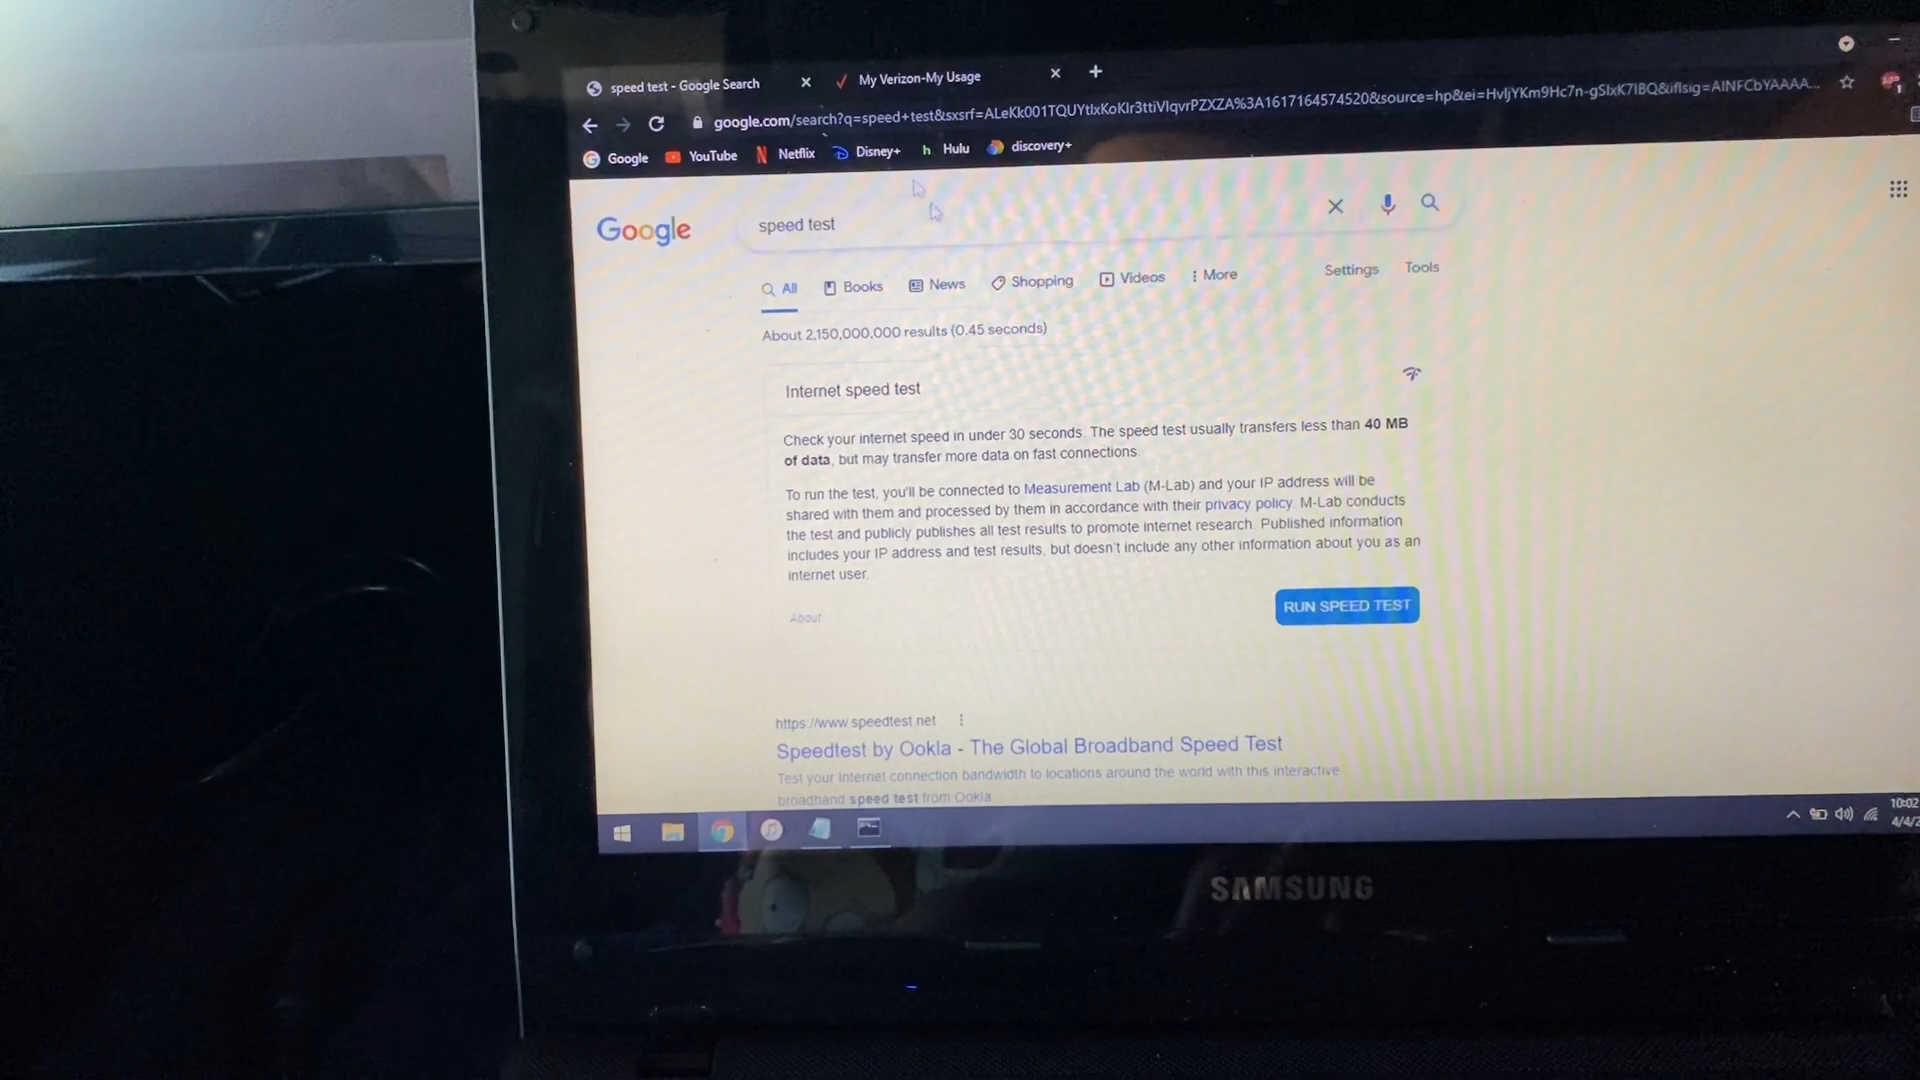 speed test - Google Search
My Verizon-My Usage
google.com/search?q=speed+test&sxsrf=ALeKk001TQUYtlxKoKlr3ttiVlqvrPZXZA%3A1617164574520&source=hp&ei=HvljYKm9Hc7n-gSlxK7IBQ&iflsig=AINFCbYAAAA...
Google
YouTube
Netflix
Disney+
Hulu
discovery+
Google
speed test
All
Books
News
Shopping
Videos
More
Settings
Tools
About 2,150,000,000 results (0.45 seconds)
Internet speed test
Check your internet speed in under 30 seconds. The speed test usually transfers less than 40 MB
of data, but may transfer more data on fast connections.
To run the test, you'll be connected to Measurement Lab (M-Lab) and your IP address will be
shared with them and processed by them in accordance with their privacy policy. M-Lab conducts
the test and publicly publishes all test results to promote internet research. Published information
includes your IP address and test results, but doesn't include any other information about you as an
internet user.
About
RUN SPEED TEST
https://www.speedtest.net
Speedtest by Ookla - The Global Broadband Speed Test
Test your Internet connection bandwidth to locations around the world with this interactive
broadband speed test from Ookla
10:02
4/4/2
SAMSUNG